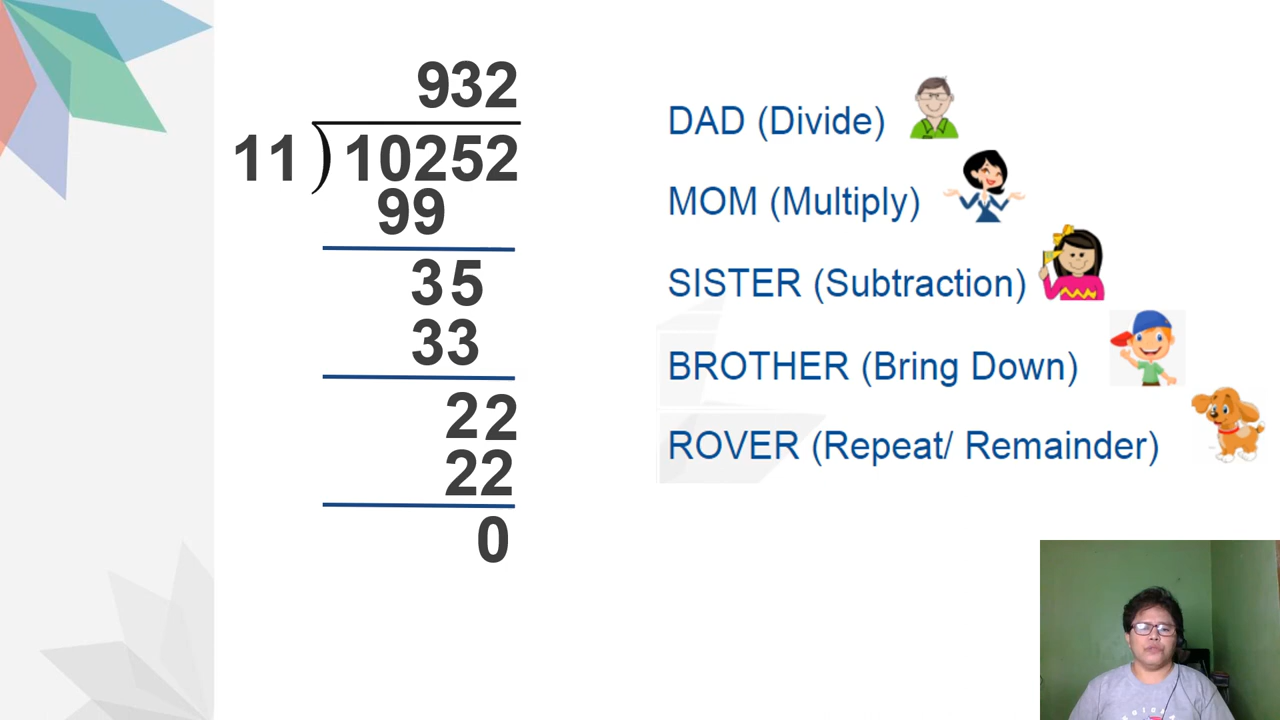 932
11 ) 10252
99
35
33
22
22
0
DAD (Divide)
MOM (Multiply)
SISTER (Subtraction)
BROTHER (Bring Down)
ROVER (Repeat/ Remainder)